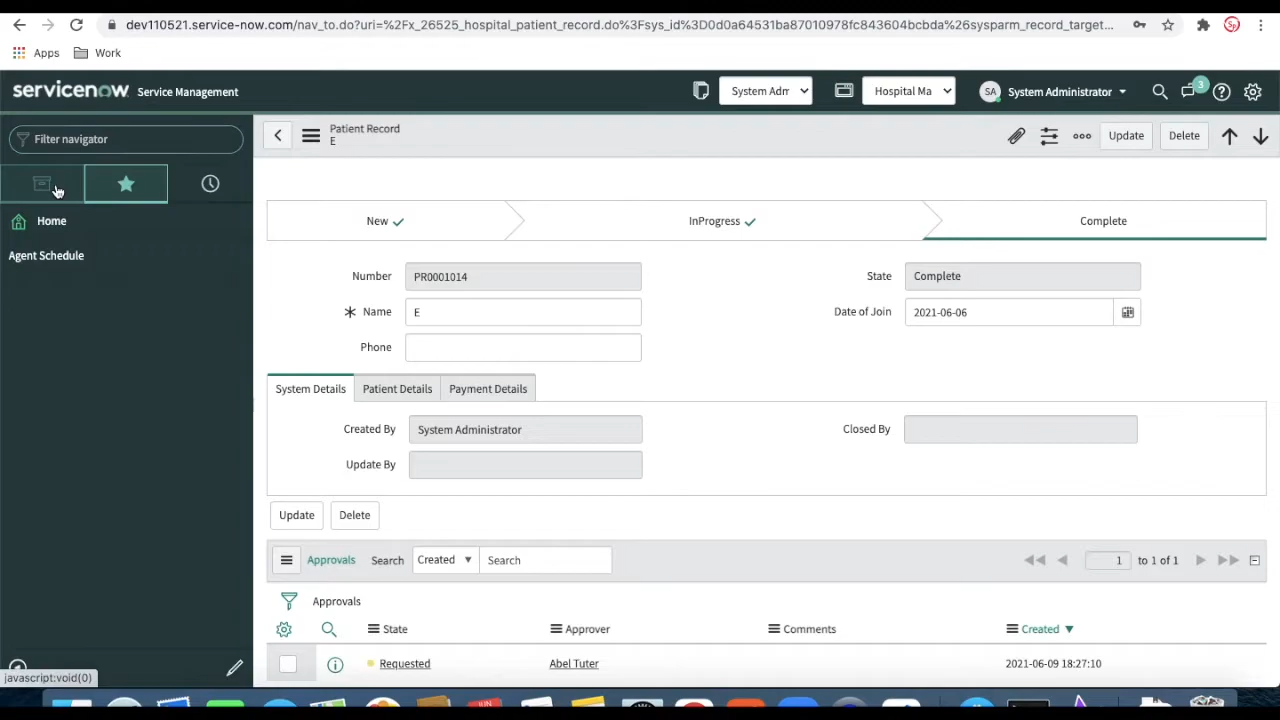 dev110521.service-now.com/nav_to.do?uri=%2Fx_26525_hospital_patient_record.do%3Fsys_id%3D0d0a64531ba87010978fc843604bcbda%26sysparm_record_target...
Apps Work
servicenow Service Management System Adm Hospital Ma SA System Administrator 3
Filter navigator
Patient Record
E
Update Delete
Home
Agent Schedule
New InProgress Complete
Number PR0001014 State Complete
* Name E Date of Join 2021-06-06
Phone
System Details Patient Details Payment Details
Created By System Administrator Closed By
Update By
Update Delete
Approvals Search Created Search 1 to 1 of 1
Approvals
State Approver Comments Created
Requested Abel Tuter 2021-06-09 18:27:10
javascript:void(0)
JUN